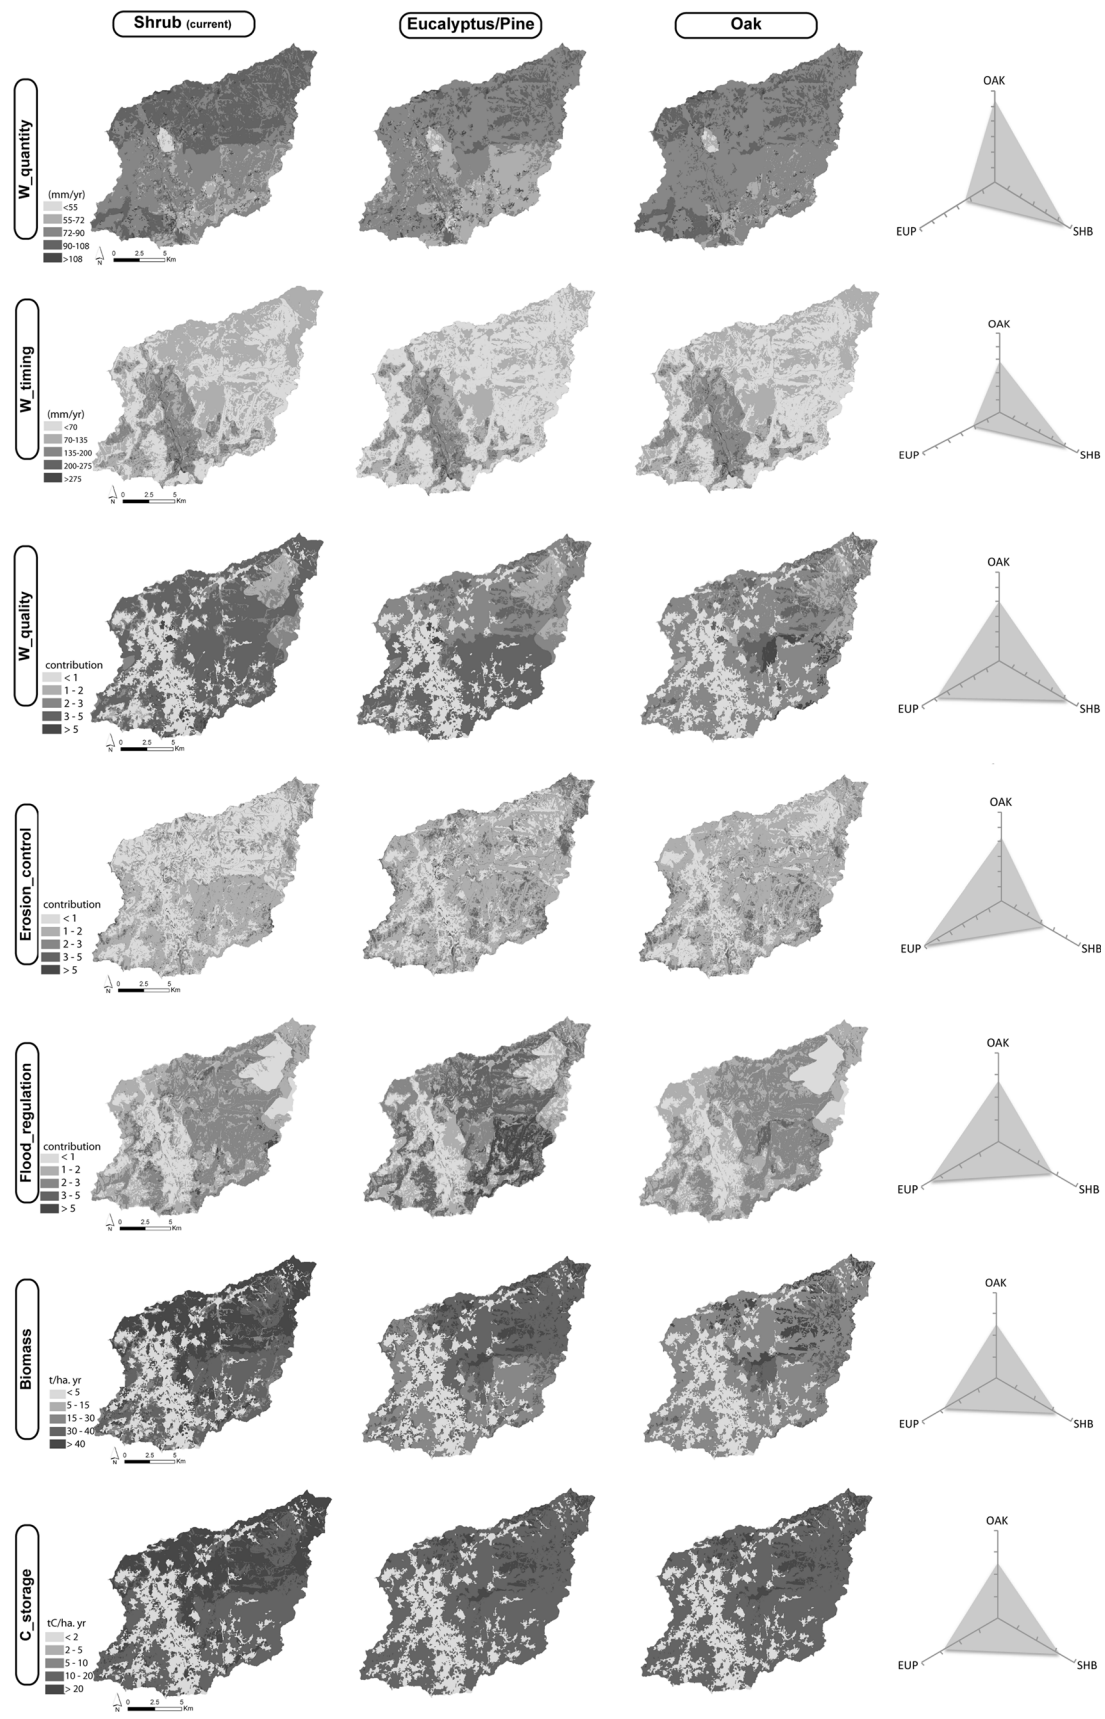 Shrub (current)
Eucalyptus/Pine
Oak
W_quantity
(mm/yr)
<55
55-72
72-90
90-108
>108
N
0 2.5 5
Km
OAK
EUP
SHB
W_timing
(mm/yr)
<70
70-135
135-200
200-275
>275
N
0 2.5 5
Km
OAK
EUP
SHB
W_quality
contribution
< 1
1 - 2
2 - 3
3 - 5
> 5
N
0 2.5 5
Km
OAK
EUP
SHB
Erosion_control
contribution
< 1
1 - 2
2 - 3
3 - 5
> 5
N
0 2.5 5
Km
OAK
EUP
SHB
Flood_regulation
contribution
< 1
1 - 2
2 - 3
3 - 5
> 5
N
0 2.5 5
Km
OAK
EUP
SHB
Biomass
t/ha. yr
< 5
5 - 15
15 - 30
30 - 40
> 40
N
0 2.5 5
Km
OAK
EUP
SHB
C_storage
tC/ha. yr
< 2
2 - 5
5 - 10
10 - 20
> 20
N
0 2.5 5
Km
OAK
EUP
SHB